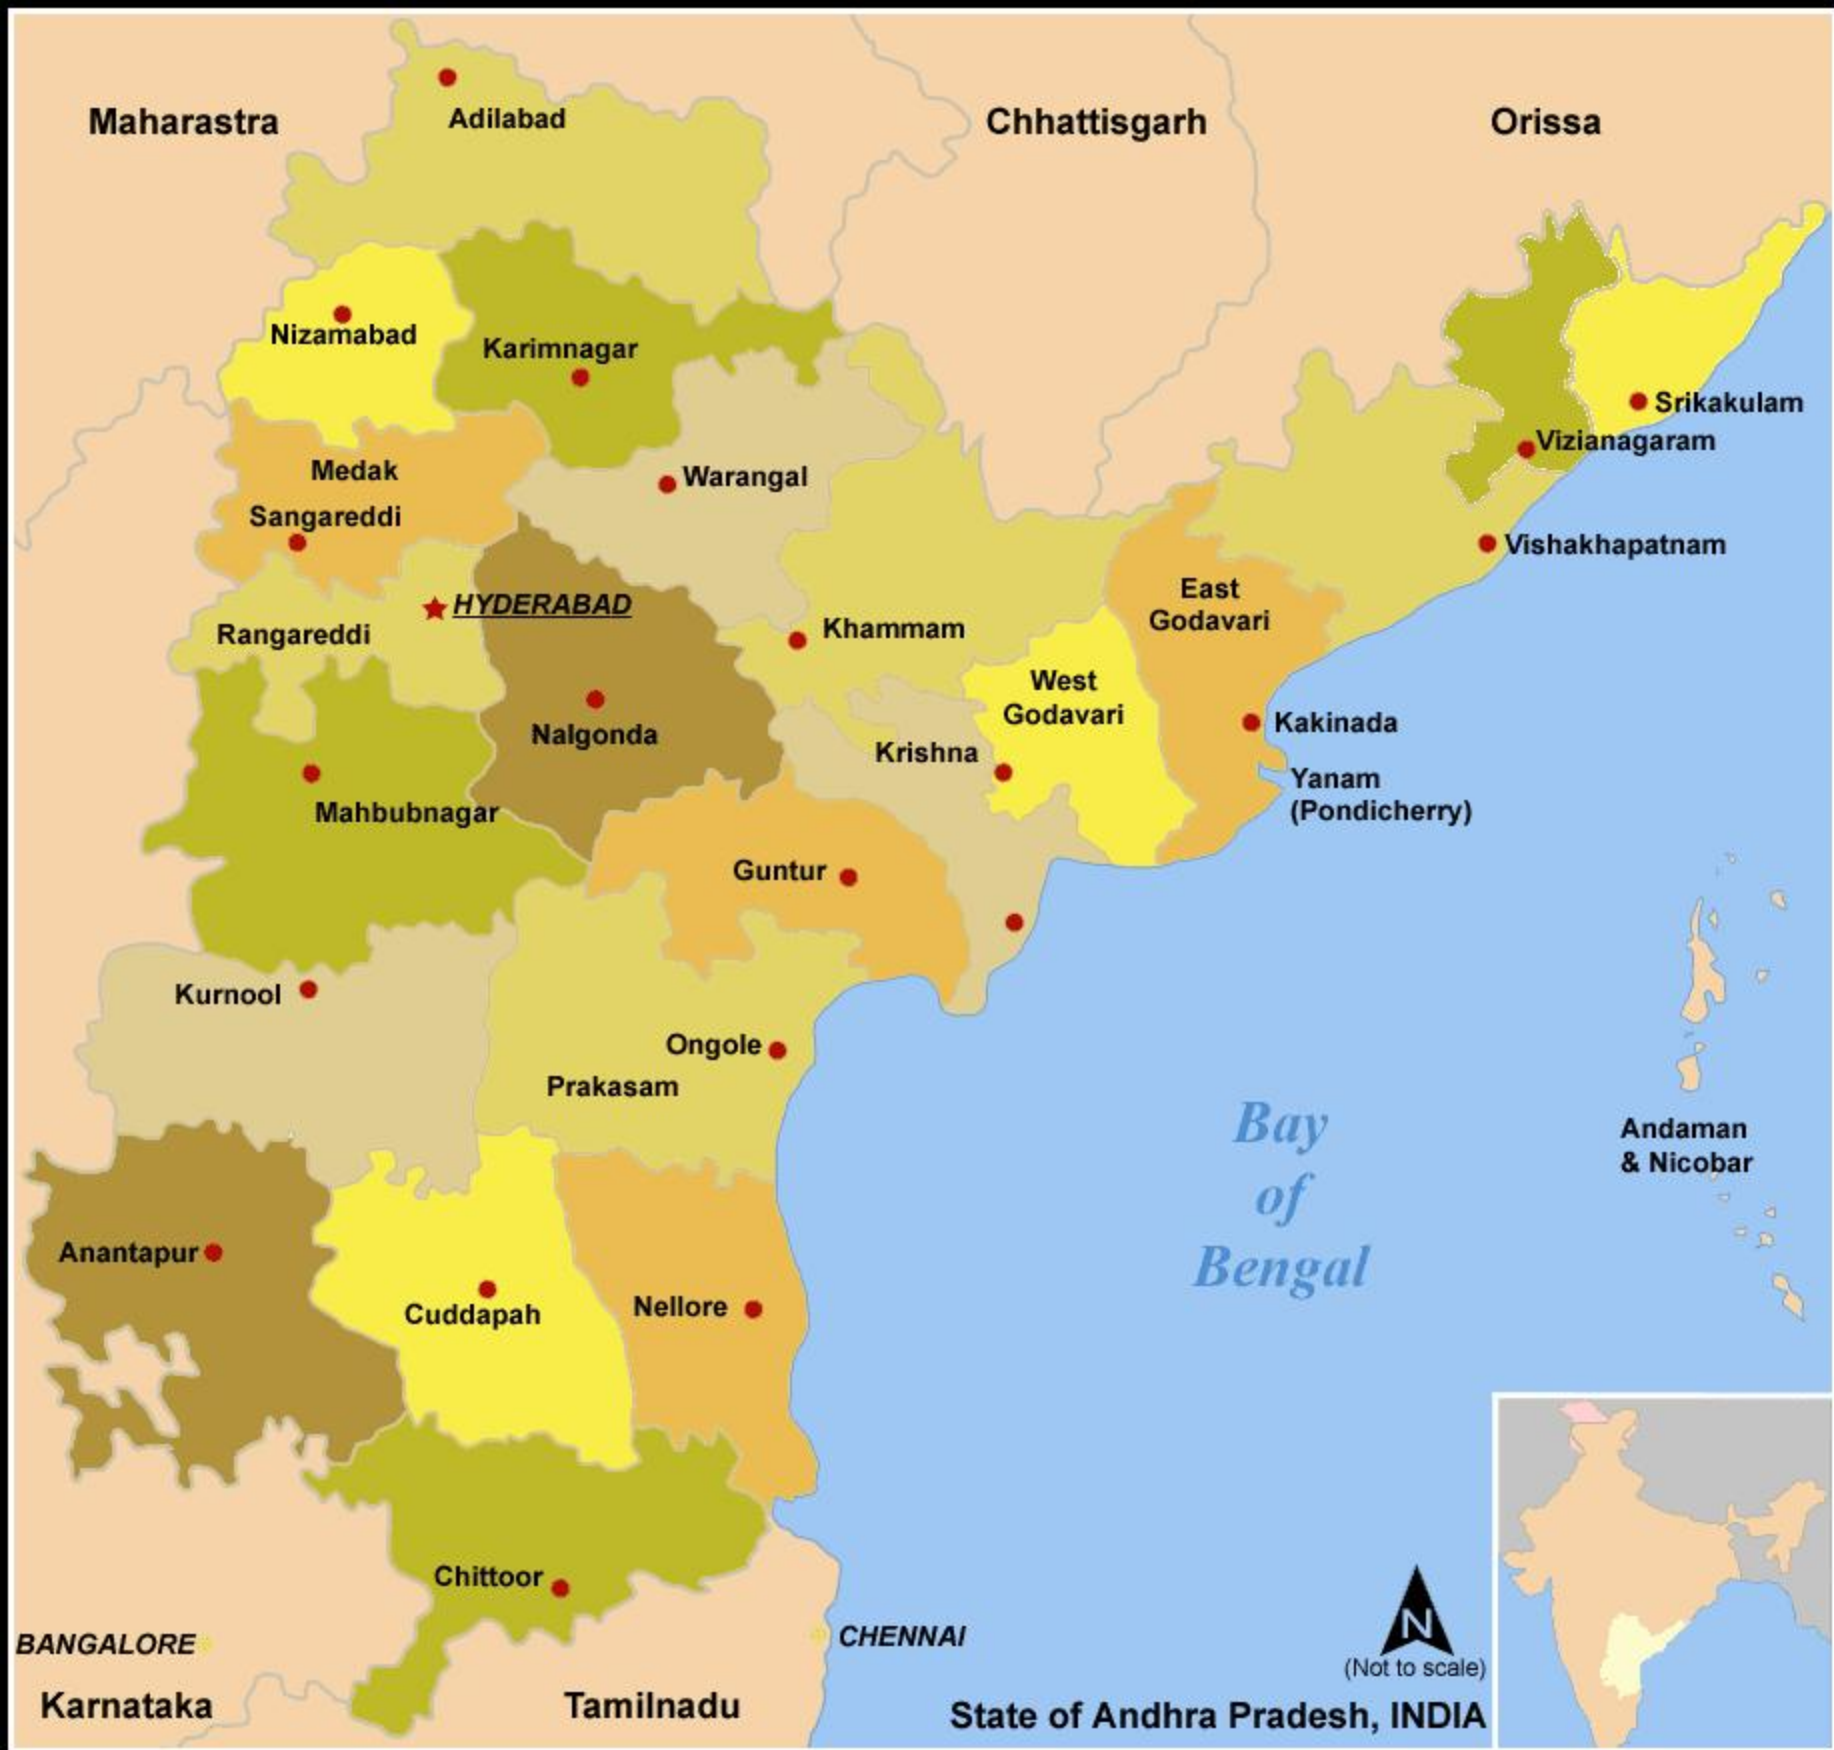 Maharastra
Adilabad
Chhattisgarh
Orissa
Nizamabad
Karimnagar
Srikakulam
Vizianagaram
Medak
Warangal
Sangareddi
Vishakhapatnam
HYDERABAD
East
Godavari
Rangareddi
Khammam
West
Godavari
Nalgonda
Kakinada
Krishna
Yanam
(Pondicherry)
Mahbubnagar
Guntur
Kurnool
Ongole
Prakasam
Bay
of
Bengal
Andaman
& Nicobar
Anantapur
Cuddapah
Nellore
Chittoor
BANGALORE
CHENNAI
N
(Not to scale)
Karnataka
Tamilnadu
State of Andhra Pradesh, INDIA